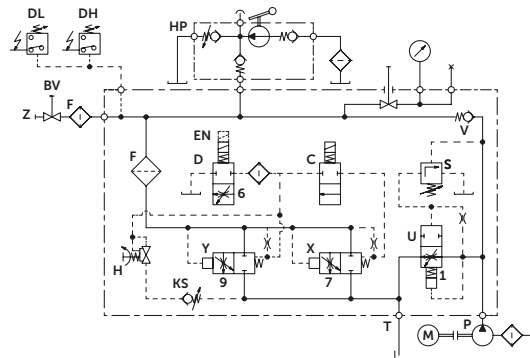 DL DH HP
BV
Z F V
EN
F D C S
6
Y X U
H 9 7 1
KS
T P
M